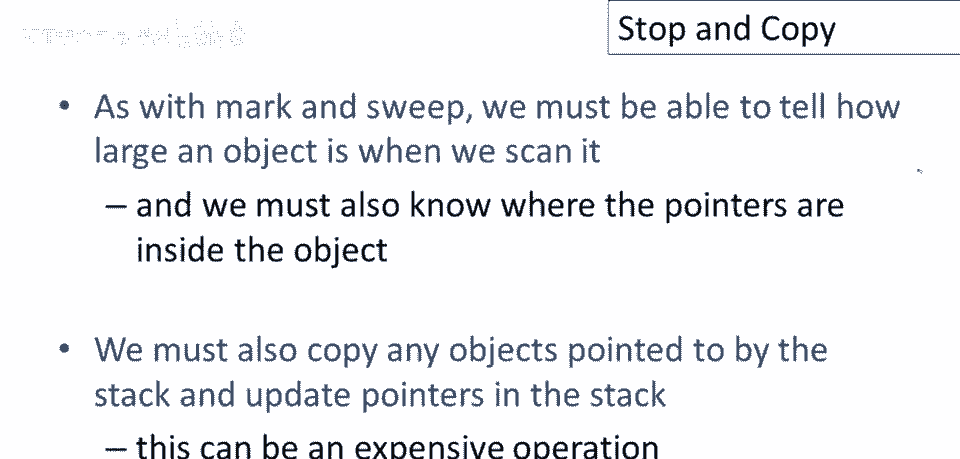 Stop and Copy
• As with mark and sweep, we must be able to tell how
large an object is when we scan it
– and we must also know where the pointers are
inside the object
• We must also copy any objects pointed to by the
stack and update pointers in the stack
– this can be an expensive operation